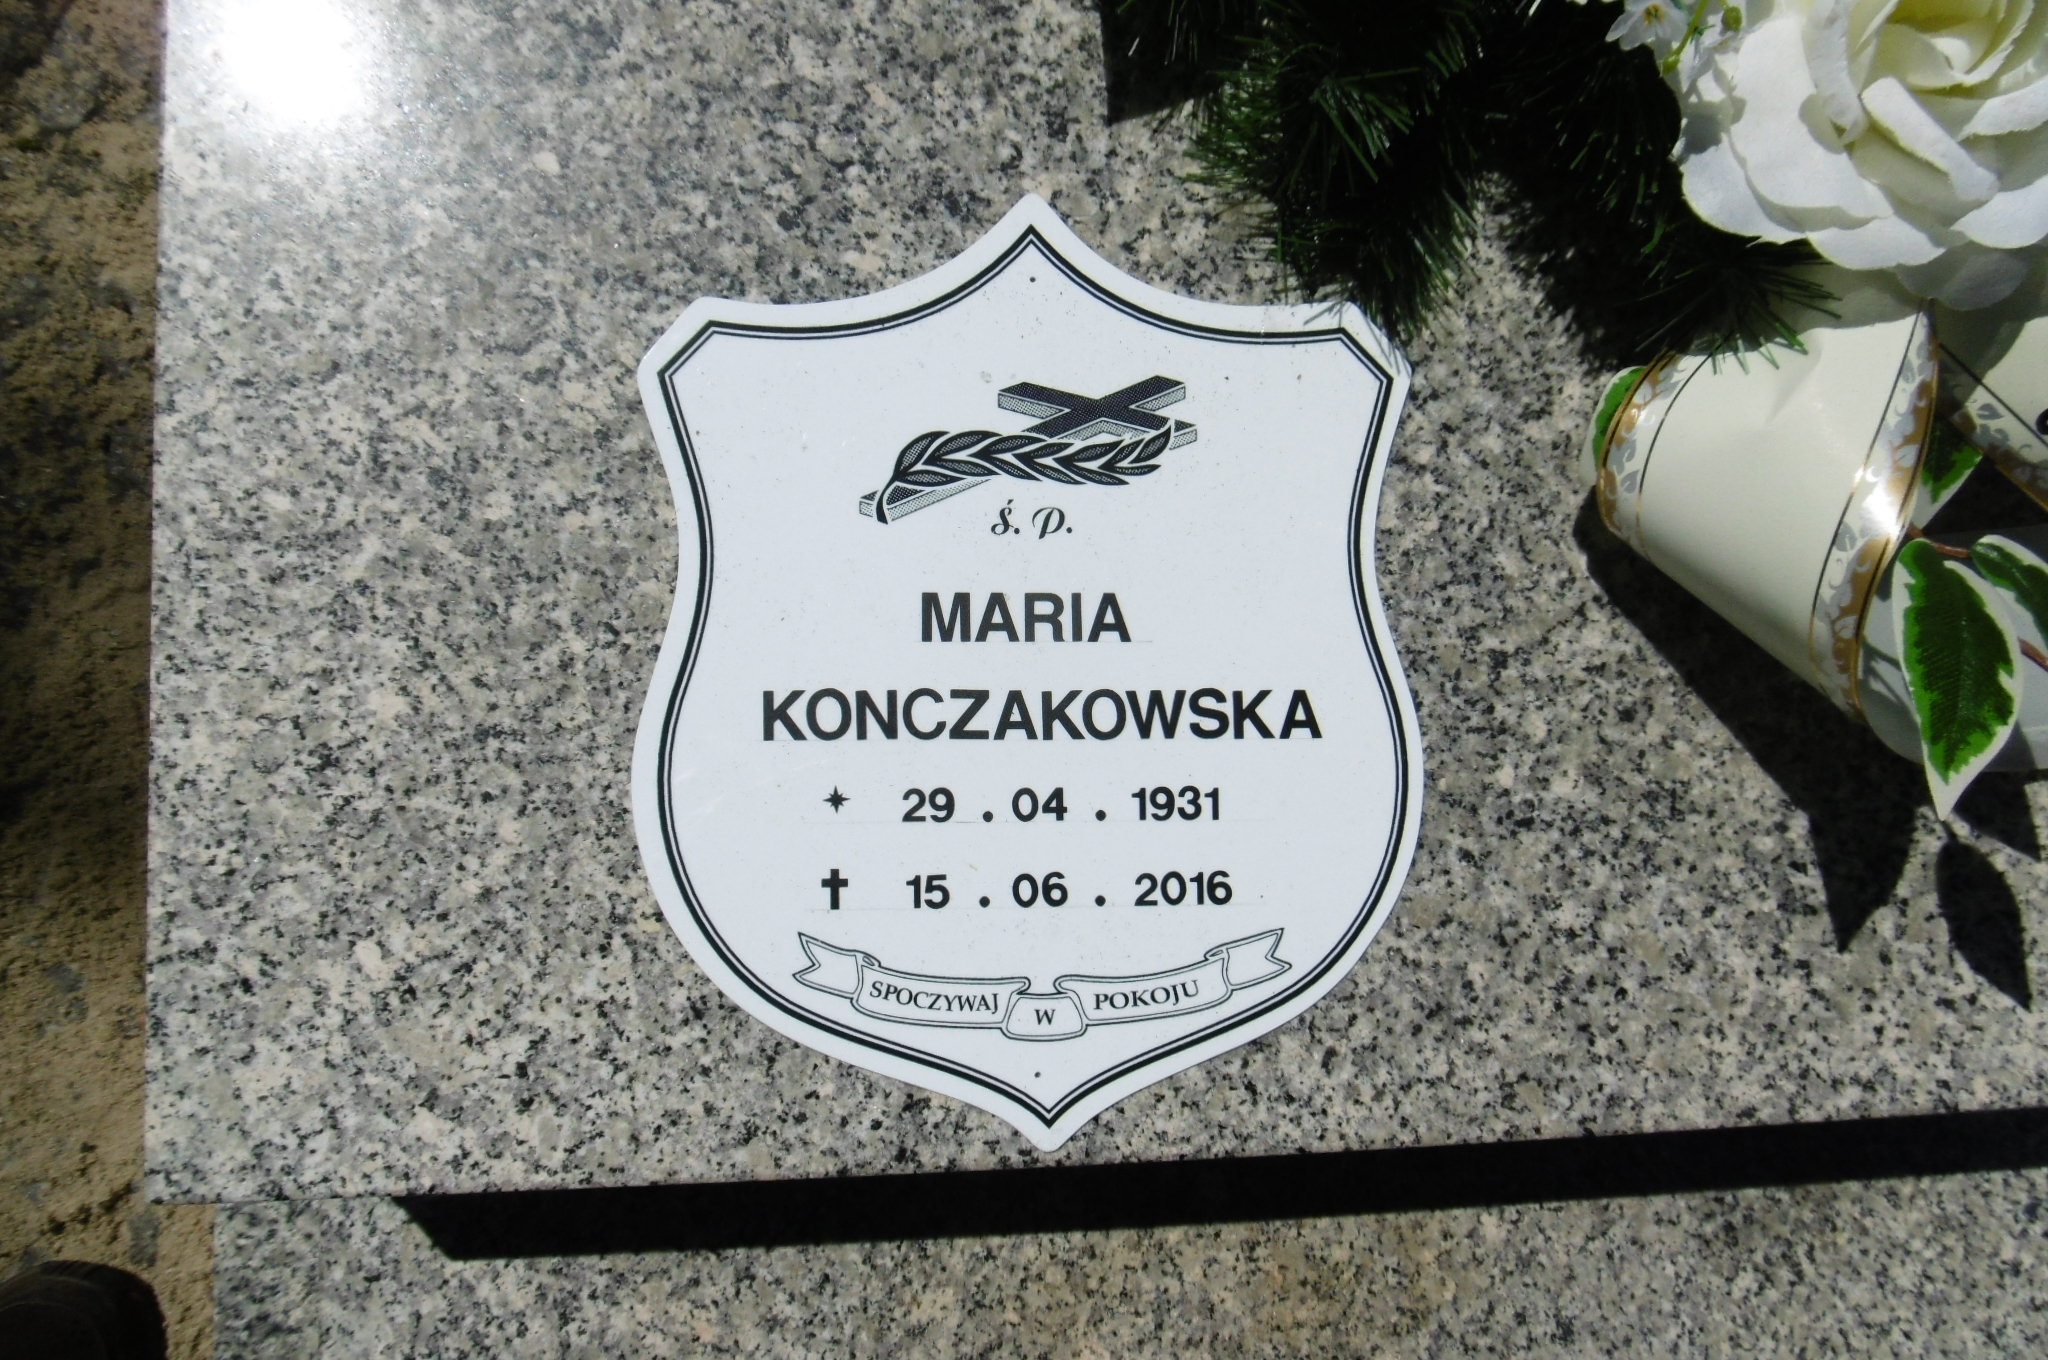 ś. p.
MARIA
KONCZAKOWSKA
✶ 29 . 04 . 1931
✝ 15 . 06 . 2016
SPOCZYWAJ W POKOJU